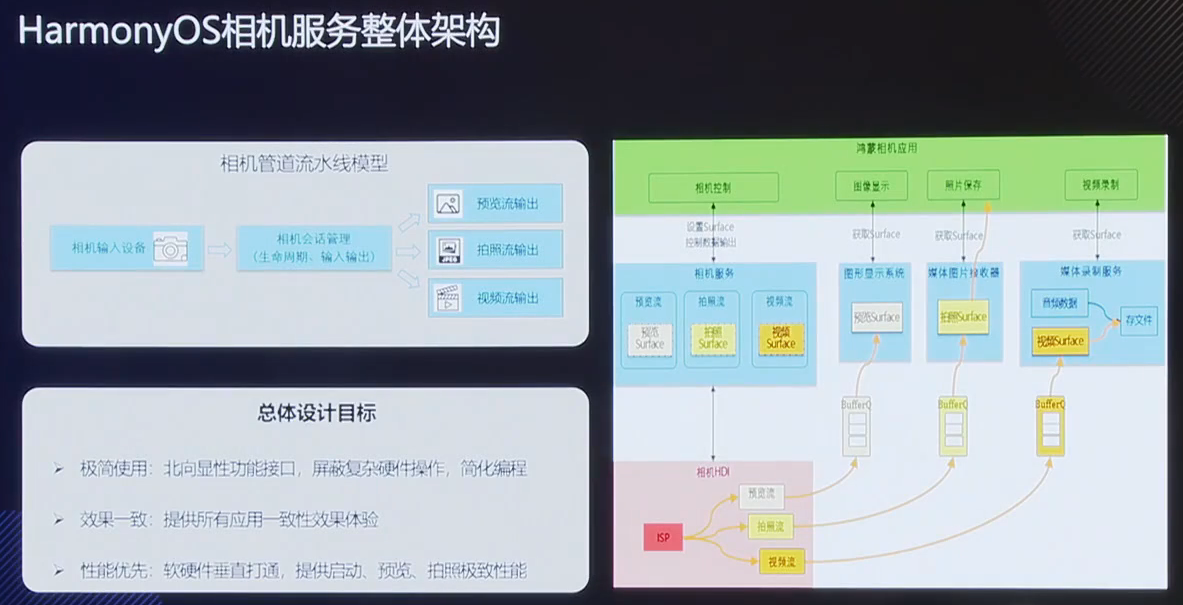 HarmonyOS相机服务整体架构
相机管道流水线模型
相机输入设备
相机会话管理
（生命周期、输入输出）
预览流输出
JPEG
拍照流输出
视频流输出
总体设计目标
➢ 极简使用：北向显性功能接口，屏蔽复杂硬件操作，简化编程
➢ 效果一致：提供所有应用一致性效果体验
➢ 性能优先：软硬件垂直打通，提供启动、预览、拍照极致性能
鸿蒙相机应用
相机控制
图像显示
照片保存
视频录制
设置Surface
控制数据输出
获取Surface
获取Surface
获取Surface
相机服务
预览流
拍照流
视频流
预览
Surface
拍照
Surface
视频
Surface
图形显示系统
预览Surface
媒体图片接收器
拍照Surface
媒体录制服务
音频数据
视频Surface
存文件
BufferQ
BufferQ
BufferQ
相机HDI
ISP
预览流
拍照流
视频流